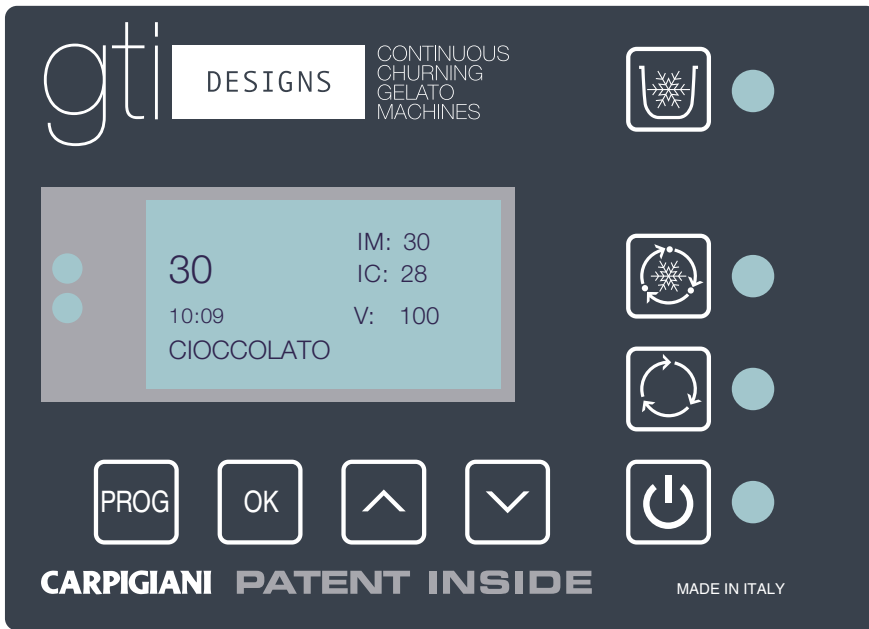 gti
DESIGNS
CONTINUOUS
CHURNING
GELATO
MACHINES
30
IM: 30
IC: 28
10:09
V: 100
CIOCCOLATO
PROG
OK
CARPIGIANI PATENT INSIDE
MADE IN ITALY